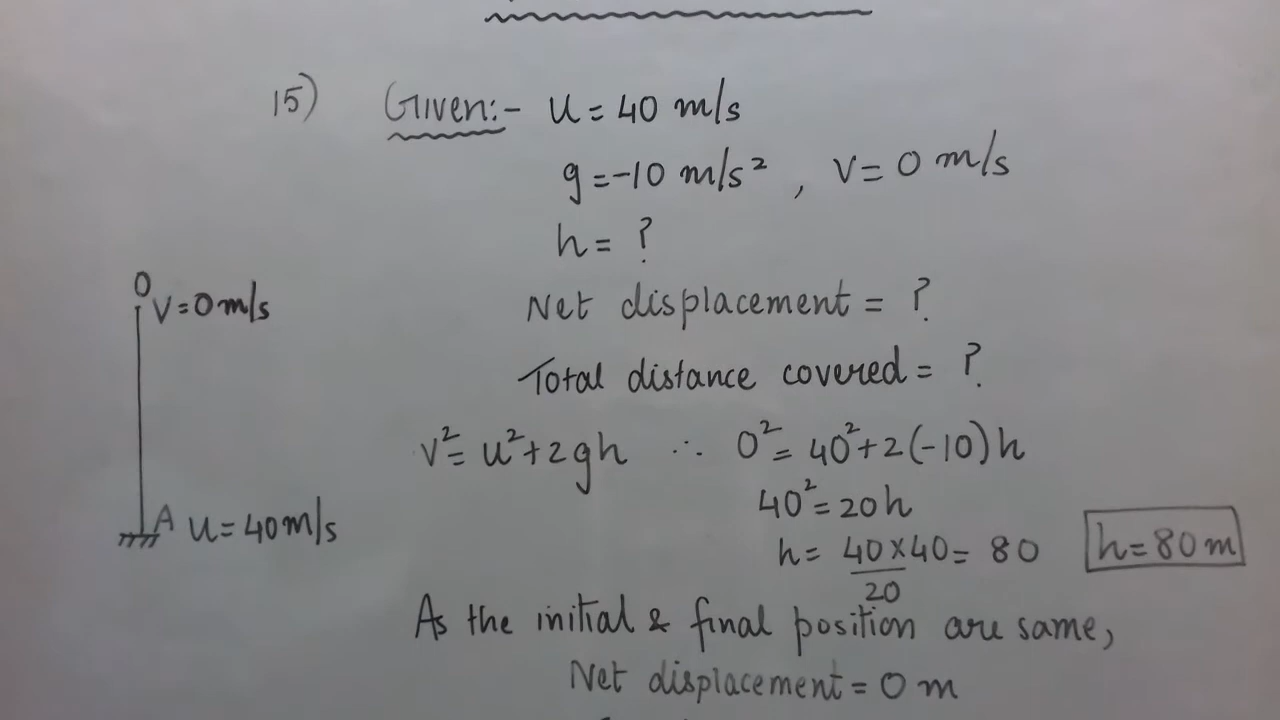 15) Given:- u = 40 m/s
g = -10 m/s² , v = 0 m/s
h = ?
Net displacement = ?
Total distance covered = ?
O
V = 0 m/s
A u = 40 m/s
v² = u² + 2gh ∴ 0² = 40² + 2(-10)h
40² = 20h
h = 40×40/20 = 80 h = 80 m
As the initial & final position are same,
Net displacement = 0 m